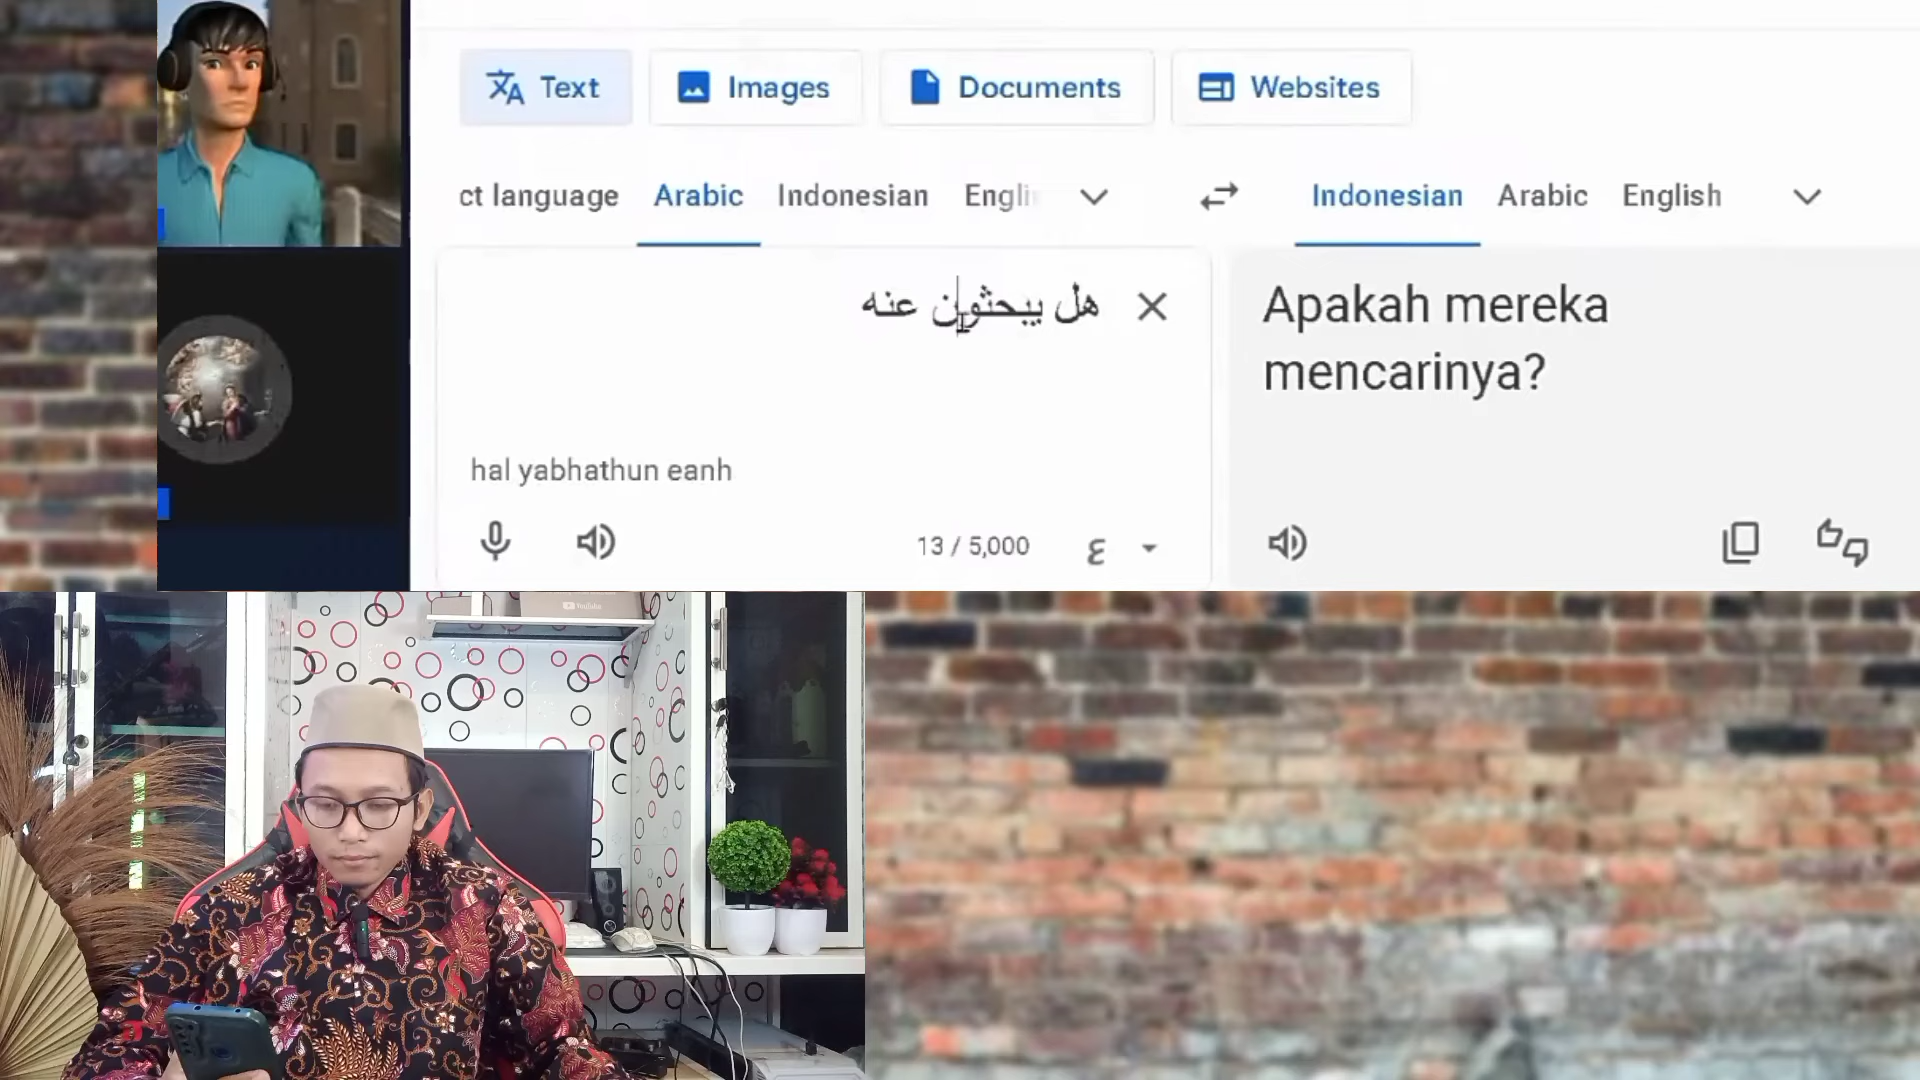 Text Images Documents Websites
ct language Arabic Indonesian Engli Indonesian Arabic English
هل يبحثون عنه
Apakah mereka
mencarinya?
hal yabhathun eanh
13 / 5,000 ع
YouTube